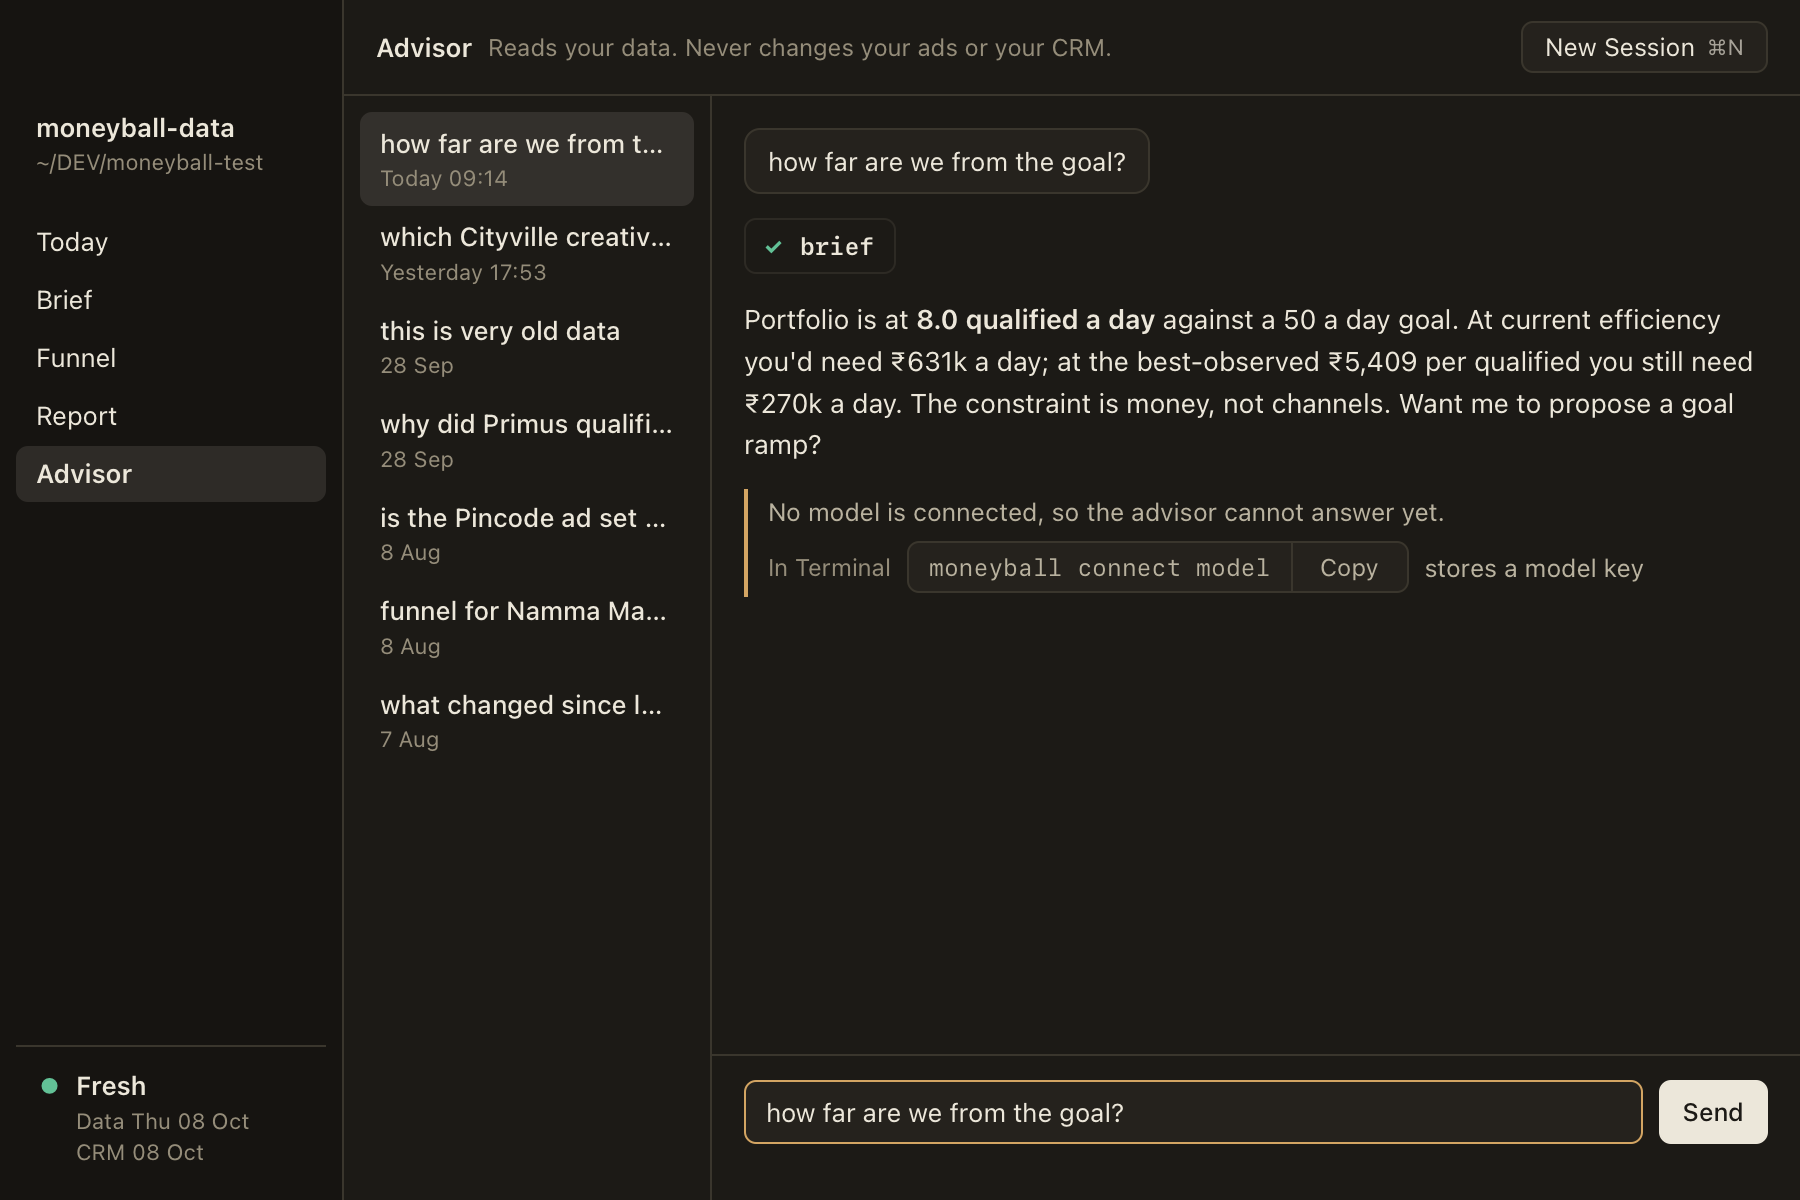 moneyball-data
~/DEV/moneyball-test
Today
Brief
Funnel
Report
Advisor
Fresh
Data Thu 08 Oct
CRM 08 Oct
Advisor Reads your data. Never changes your ads or your CRM.
New Session ⌘N
how far are we from t...
Today 09:14
which Cityville creativ...
Yesterday 17:53
this is very old data
28 Sep
why did Primus qualifi...
28 Sep
is the Pincode ad set ...
8 Aug
funnel for Namma Ma...
8 Aug
what changed since l...
7 Aug
how far are we from the goal?
✓ brief
Portfolio is at 8.0 qualified a day against a 50 a day goal. At current efficiency
you'd need ₹631k a day; at the best-observed ₹5,409 per qualified you still need
₹270k a day. The constraint is money, not channels. Want me to propose a goal
ramp?
No model is connected, so the advisor cannot answer yet.
In Terminal moneyball connect model Copy stores a model key
how far are we from the goal?
Send